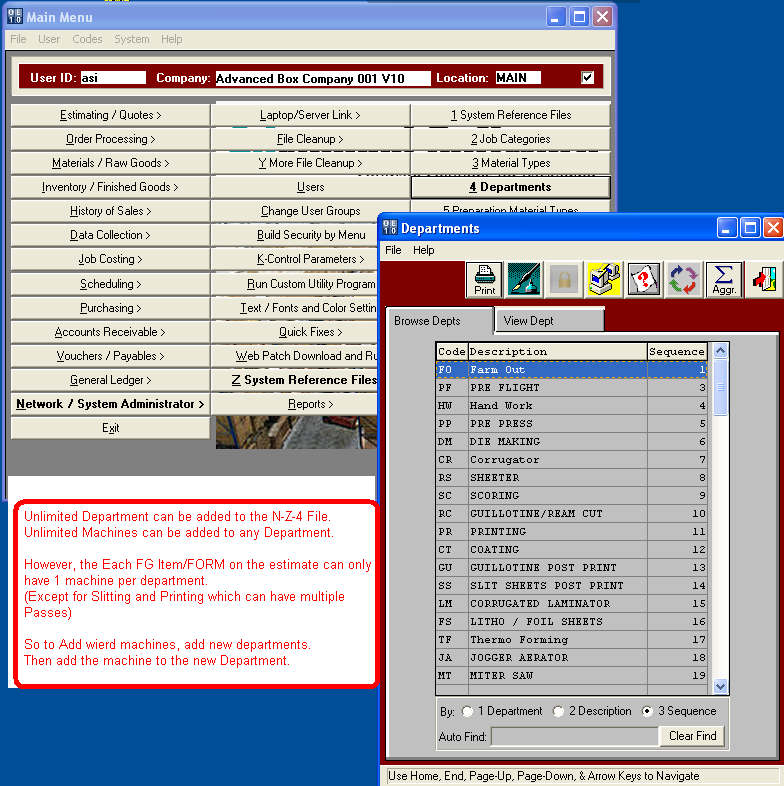 Main Menu
File User Codes System Help
User ID: asi Company: Advanced Box Company 001 V10 Location: MAIN
Estimating / Quotes >
Order Processing >
Materials / Raw Goods >
Inventory / Finished Goods >
History of Sales >
Data Collection >
Job Costing >
Scheduling >
Purchasing >
Accounts Receivable >
Vouchers / Payables >
General Ledger >
Network / System Administrator >
Exit
Laptop/Server Link >
File Cleanup >
Y More File Cleanup >
Users
Change User Groups
Build Security by Menu
K-Control Parameters >
Run Custom Utility Program
Text / Fonts and Color Settin
Quick Fixes >
Web Patch Download and Ru
Z System Reference Files
Reports >
1 System Reference Files
2 Job Categories
3 Material Types
4 Departments
5 Preparation Material Types
Unlimited Department can be added to the N-Z-4 File.
Unlimited Machines can be added to any Department.
However, the Each FG Item/FORM on the estimate can only
have 1 machine per department.
(Except for Slitting and Printing which can have multiple
Passes)
So to Add wierd machines, add new departments.
Then add the machine to the new Department.
Departments
File Help
Print Aggr.
Browse Depts View Dept
Code Description Sequence
FO Farm Out 1
PF PRE FLIGHT 3
HW Hand Work 4
PP PRE PRESS 5
DM DIE MAKING 6
CR Corrugator 7
RS SHEETER 8
SC SCORING 9
RC GUILLOTINE/REAM CUT 10
PR PRINTING 11
CT COATING 12
GU GUILLOTINE POST PRINT 13
SS SLIT SHEETS POST PRINT 14
LM CORRUGATED LAMINATOR 15
FS LITHO / FOIL SHEETS 16
TF Thermo Forming 17
JA JOGGER AERATOR 18
MT MITER SAW 19
By: 1 Department 2 Description 3 Sequence
Auto Find: Clear Find
Use Home, End, Page-Up, Page-Down, & Arrow Keys to Navigate